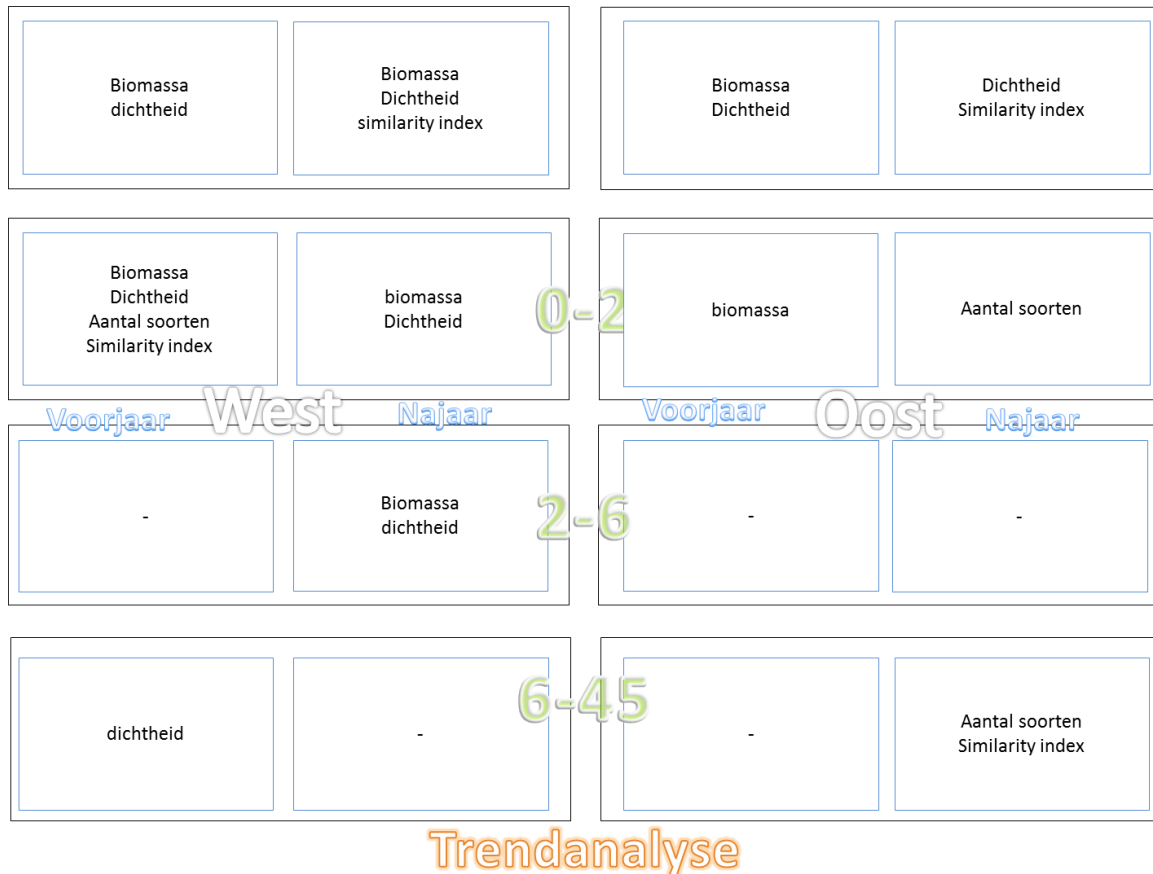 Biomassa
dichtheid
Biomassa
Dichtheid
similarity index
Biomassa
Dichtheid
Dichtheid
Similarity index
Biomassa
Dichtheid
Aantal soorten
Similarity index
biomassa
Dichtheid
0-2
biomassa
Aantal soorten
Voorjaar
West
Najaar
Voorjaar
Oost
Najaar
-
Biomassa
dichtheid
2-6
-
-
dichtheid
-
6-45
-
Aantal soorten
Similarity index
Trendanalyse